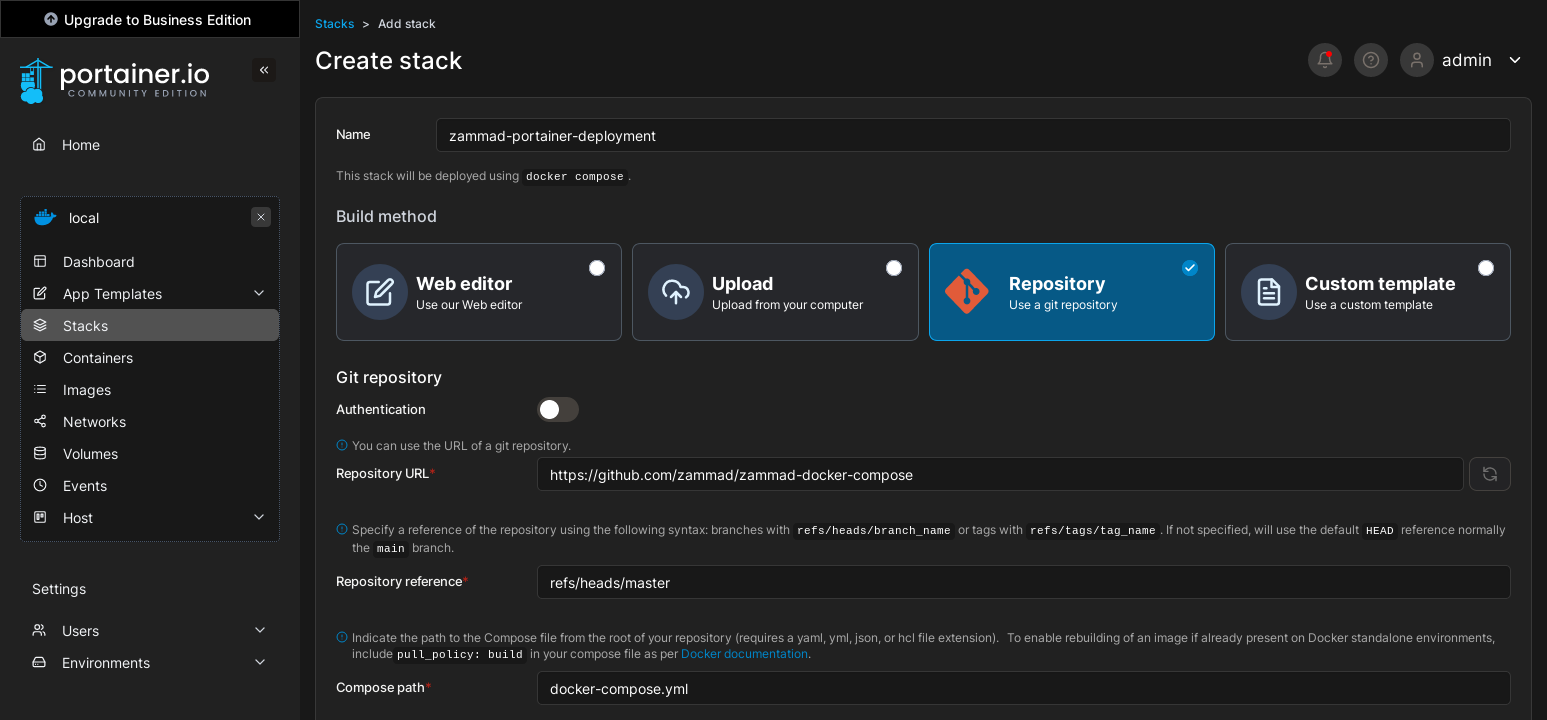 Upgrade to Business Edition
portainer.io
COMMUNITY EDITION
Home
local
Dashboard
App Templates
Stacks
Containers
Images
Networks
Volumes
Events
Host
Settings
Users
Environments
Stacks > Add stack
Create stack
admin
Name
zammad-portainer-deployment
This stack will be deployed using docker compose.
Build method
Web editor
Use our Web editor
Upload
Upload from your computer
Repository
Use a git repository
Custom template
Use a custom template
Git repository
Authentication
You can use the URL of a git repository.
Repository URL*
https://github.com/zammad/zammad-docker-compose
Specify a reference of the repository using the following syntax: branches with refs/heads/branch_name or tags with refs/tags/tag_name. If not specified, will use the default HEAD reference normally
the main branch.
Repository reference*
refs/heads/master
Indicate the path to the Compose file from the root of your repository (requires a yaml, yml, json, or hcl file extension). To enable rebuilding of an image if already present on Docker standalone environments,
include pull_policy: build in your compose file as per Docker documentation.
Compose path*
docker-compose.yml